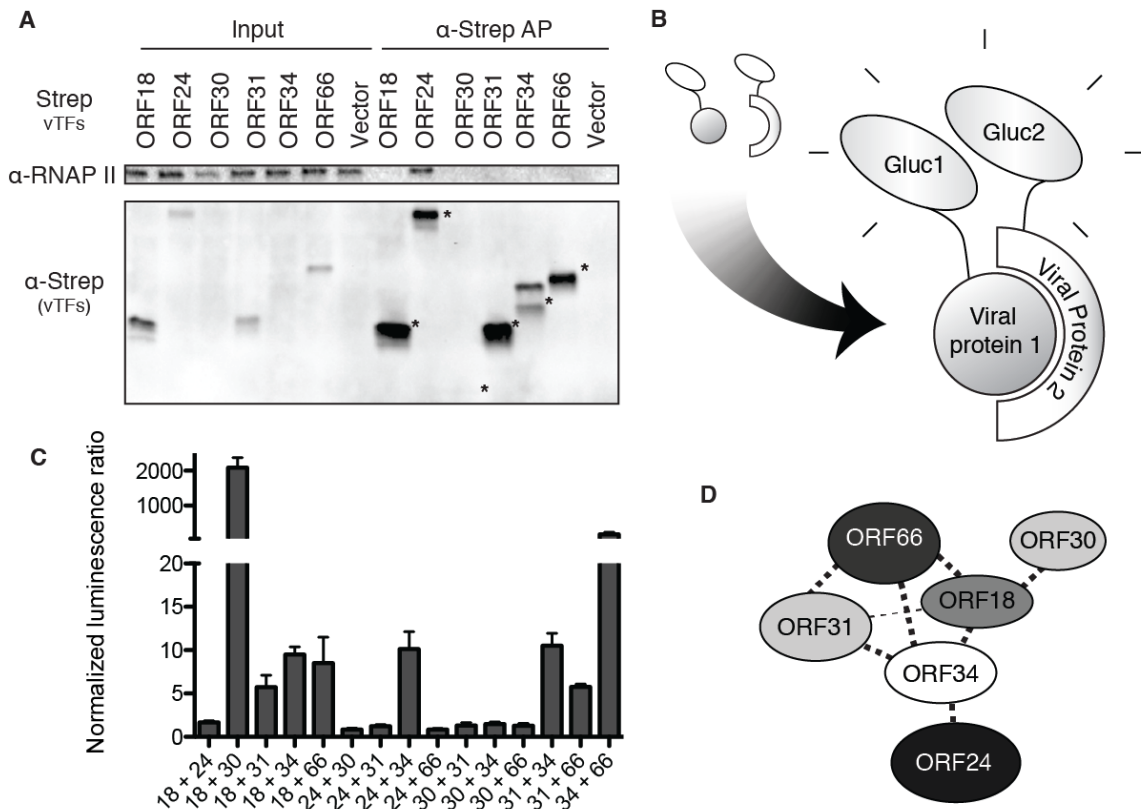 A
Input
α-Strep AP
Strep
vTFs
ORF18
ORF24
ORF30
ORF31
ORF34
ORF66
Vector
ORF18
ORF24
ORF30
ORF31
ORF34
ORF66
Vector
α-RNAP II
α-Strep
(vTFs)
*
*
*
*
*
*
B
Gluc1
Gluc2
Viral
protein 1
Viral Protein 2
C
Normalized luminescence ratio
2000
1000
20
15
10
5
0
18 + 24
18 + 30
18 + 31
18 + 34
18 + 66
24 + 30
24 + 31
24 + 34
24 + 66
30 + 31
30 + 34
30 + 66
31 + 34
31 + 66
34 + 66
D
ORF66
ORF30
ORF18
ORF31
ORF34
ORF24